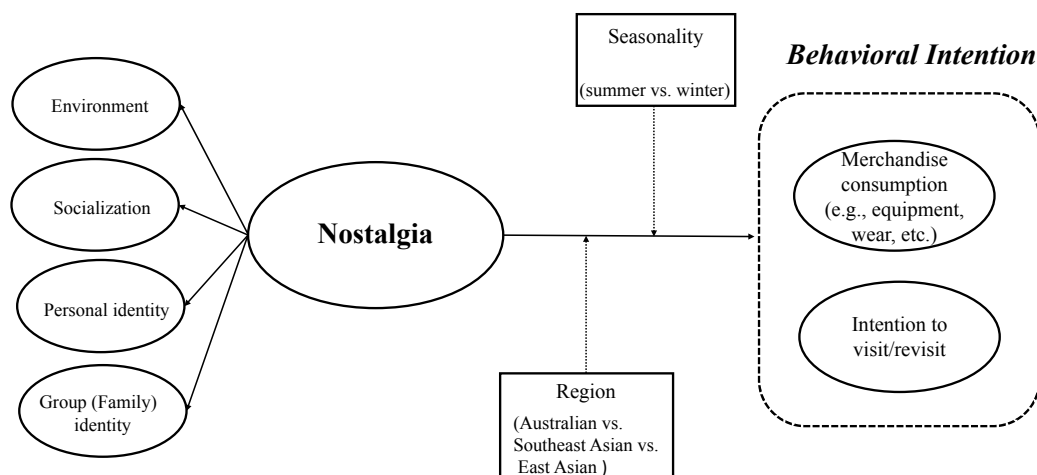 Seasonality
(summer vs. winter)
Behavioral Intention
Environment
Socialization
Personal identity
Group (Family)
identity
Nostalgia
Merchandise
consumption
(e.g., equipment,
wear, etc.)
Intention to
visit/revisit
Region
(Australian vs.
Southeast Asian vs.
East Asian )